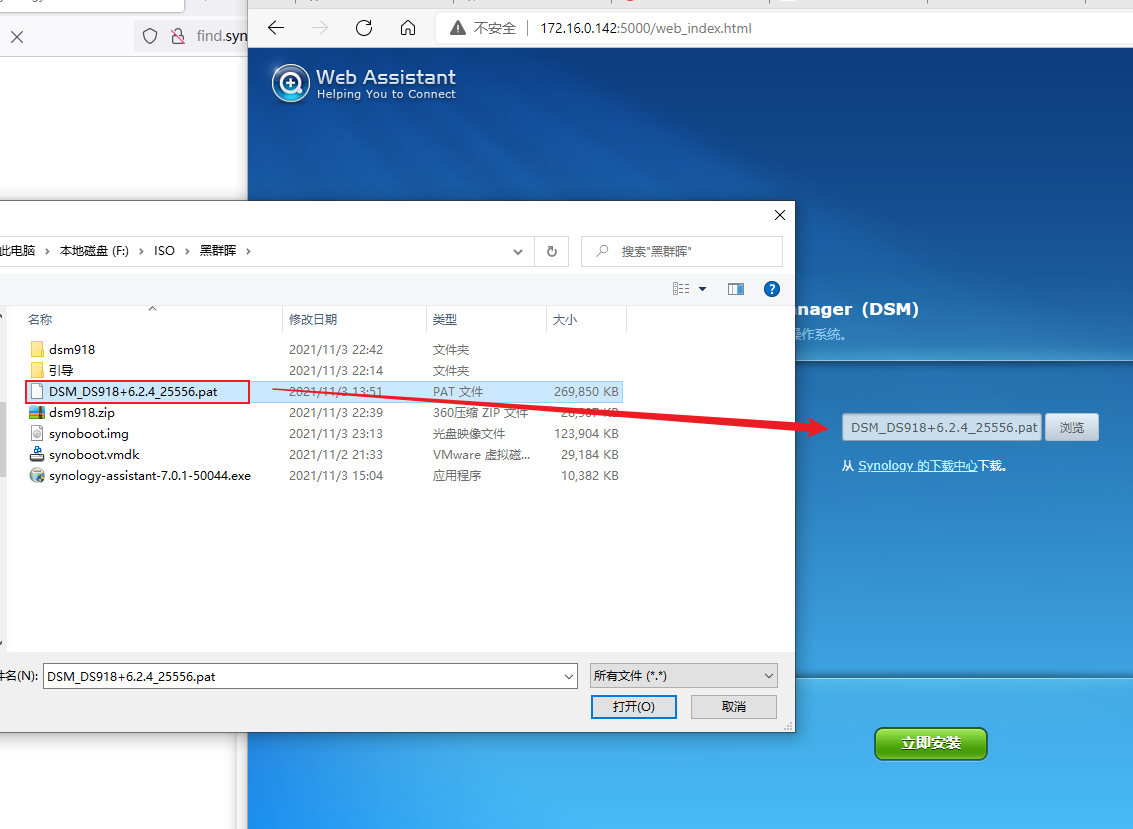 find.syn
不安全
172.16.0.142:5000/web_index.html
Web Assistant
Helping You to Connect
此电脑 > 本地磁盘 (F:) > ISO > 黑群晖 >
搜索"黑群晖"
名称 修改日期 类型 大小
dsm918 2021/11/3 22:42 文件夹
引导 2021/11/3 22:14 文件夹
DSM_DS918+6.2.4_25556.pat 2021/11/3 13:51 PAT 文件 269,850 KB
dsm918.zip 2021/11/3 22:39 360压缩 ZIP 文件 KB
synoboot.img 2021/11/3 23:13 光盘映像文件 123,904 KB
synoboot.vmdk 2021/11/2 21:33 VMware 虚拟磁... 29,184 KB
synology-assistant-7.0.1-50044.exe 2021/11/3 15:04 应用程序 10,382 KB
nager (DSM)
操作系统。
DSM_DS918+6.2.4_25556.pat 浏览
从 Synology 的下载中心下载。
件名(N): DSM_DS918+6.2.4_25556.pat 所有文件 (*.*)
打开(O) 取消
立即安装